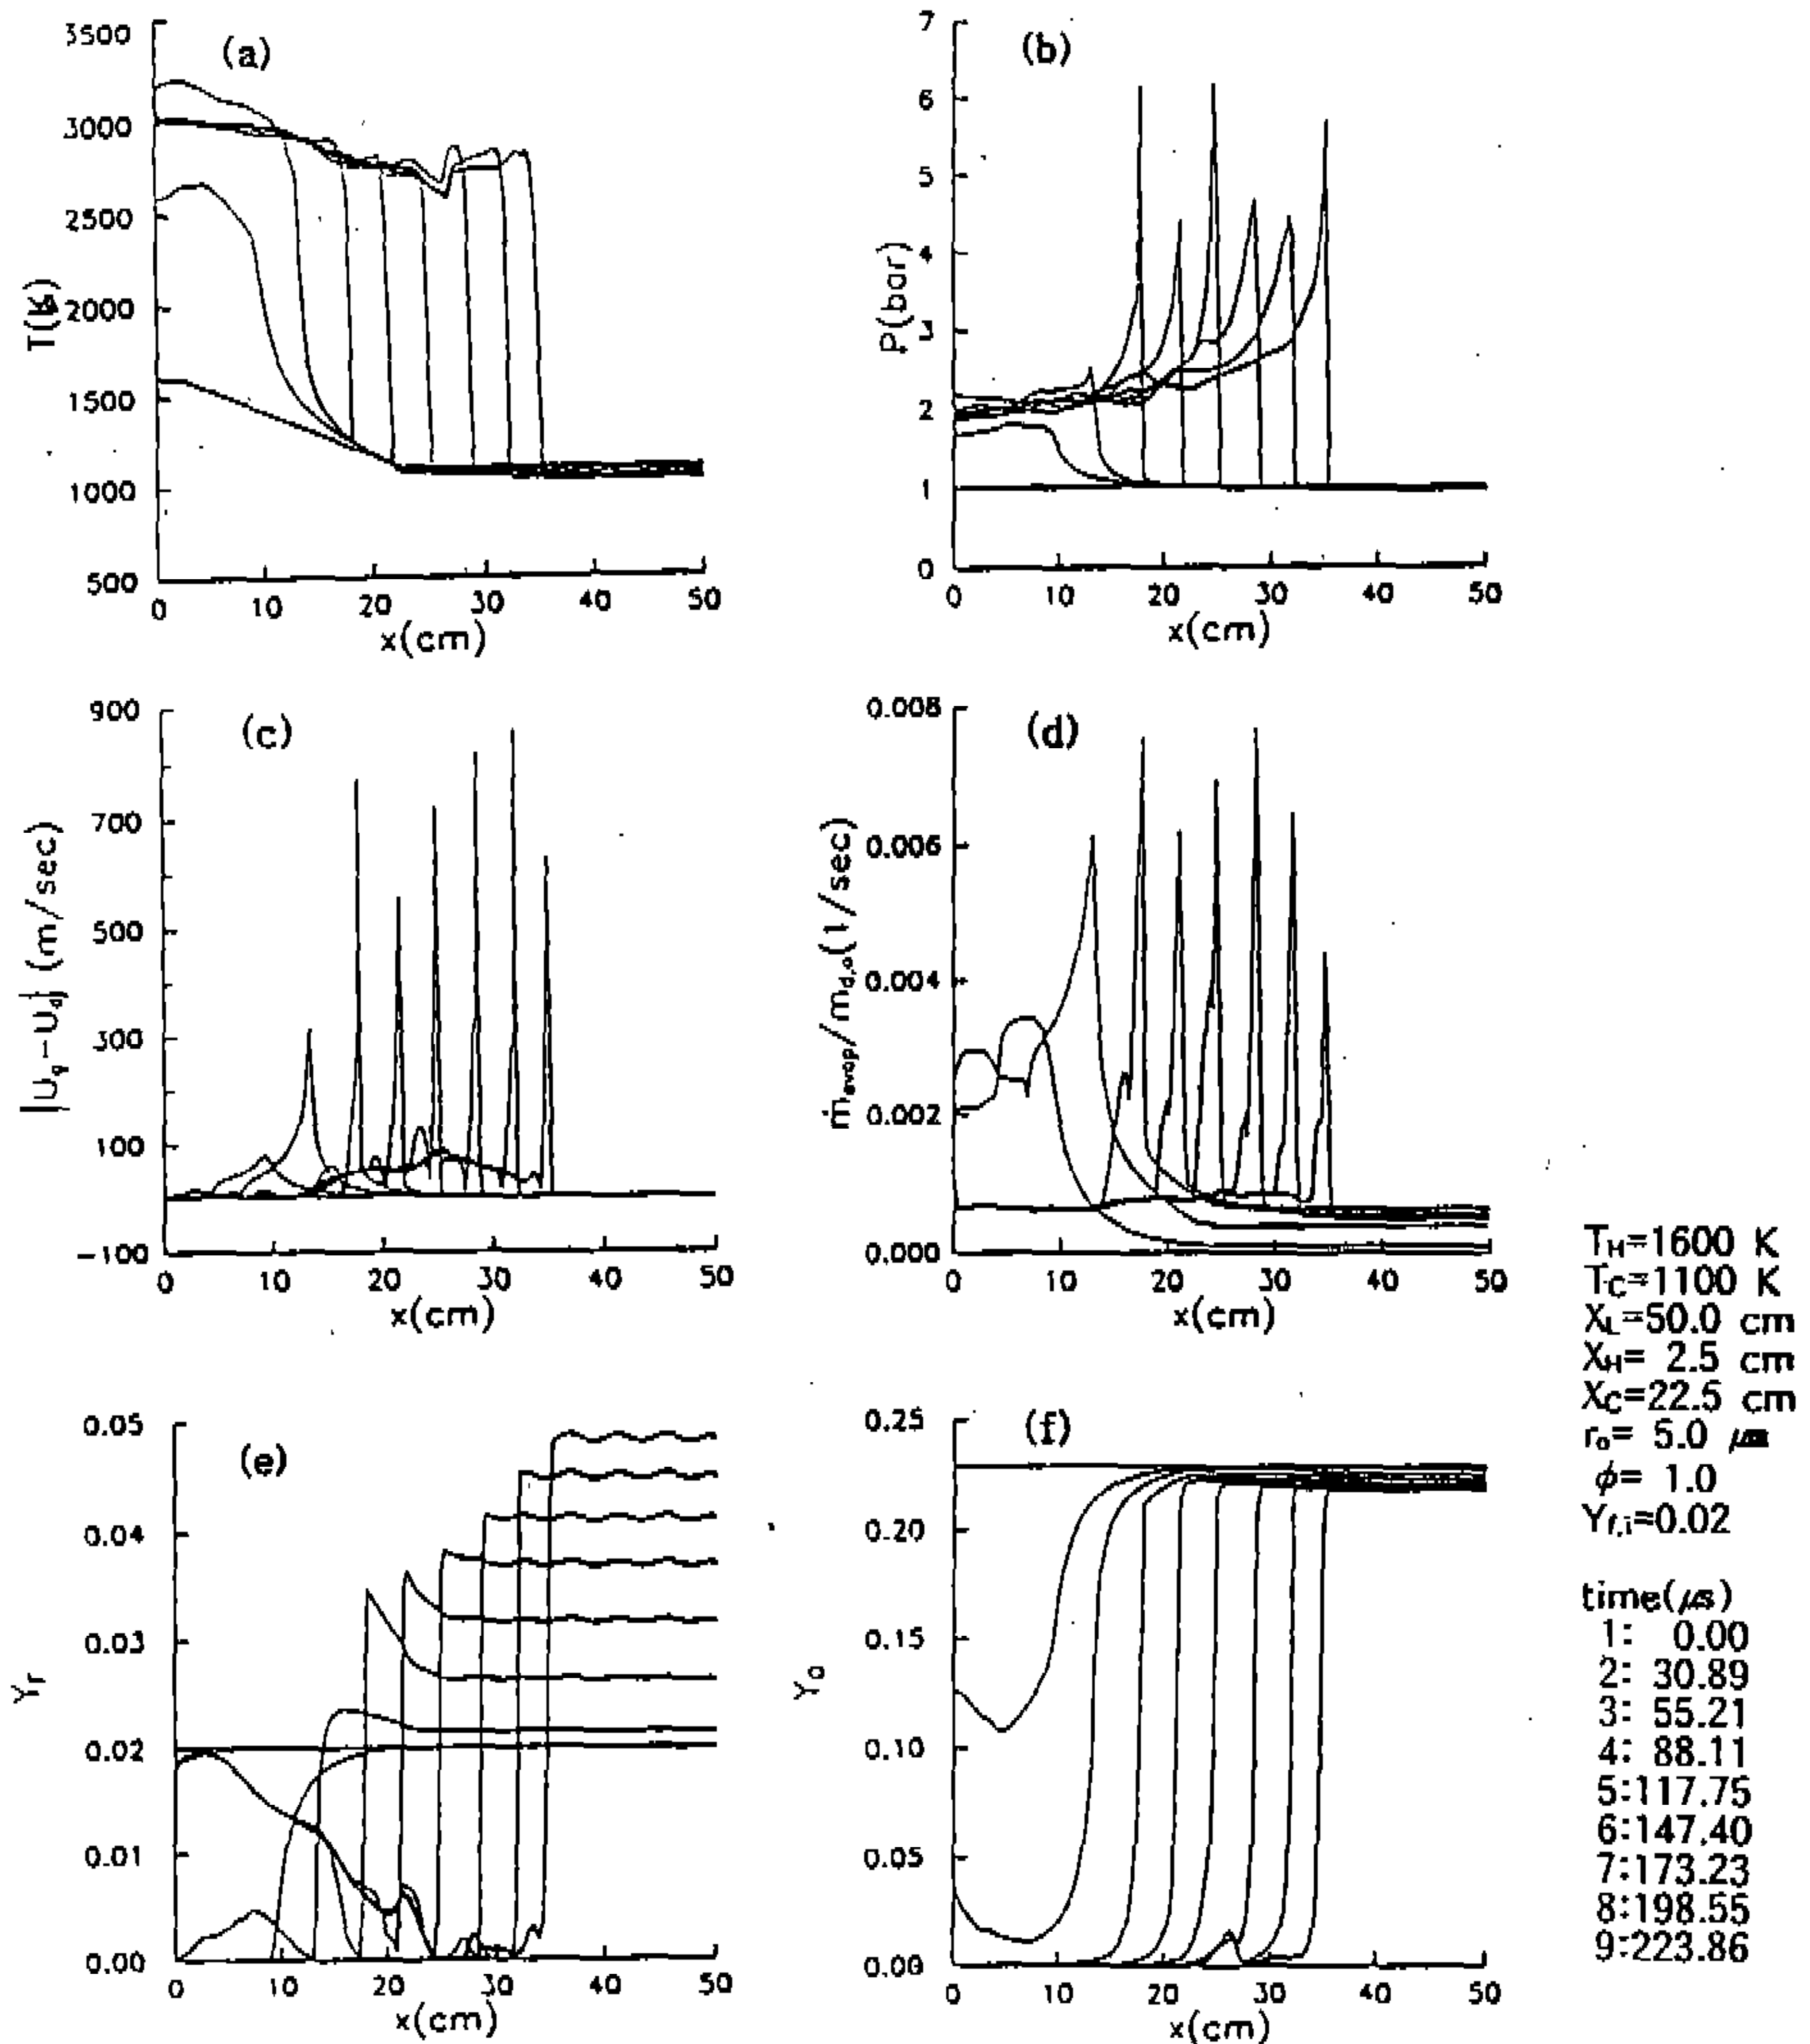 (a)
3500
3000
2500
2000
1500
1000
500
T(K)
0 10 20 30 40 50
x(cm)
(b)
7
6
5
4
3
2
1
0
P(bar)
0 10 20 30 40 50
x(cm)
(c)
900
700
500
300
100
-100
|Ug-Ud| (m/sec)
0 10 20 30 40 50
x(cm)
(d)
0.008
0.006
0.004
0.002
0.000
ṁevap/md,o(1/sec)
0 10 20 30 40 50
x(cm)
(e)
0.05
0.04
0.03
0.02
0.01
0.00
Yf
0 10 20 30 40 50
x(cm)
(f)
0.25
0.20
0.15
0.10
0.05
0.00
Yo
0 10 20 30 40 50
x(cm)
TH=1600 K
TC=1100 K
XL=50.0 cm
XH= 2.5 cm
XC=22.5 cm
ro= 5.0 μm
φ= 1.0
Yf,i=0.02
time(μs)
1: 0.00
2: 30.89
3: 55.21
4: 88.11
5:117.75
6:147.40
7:173.23
8:198.55
9:223.86